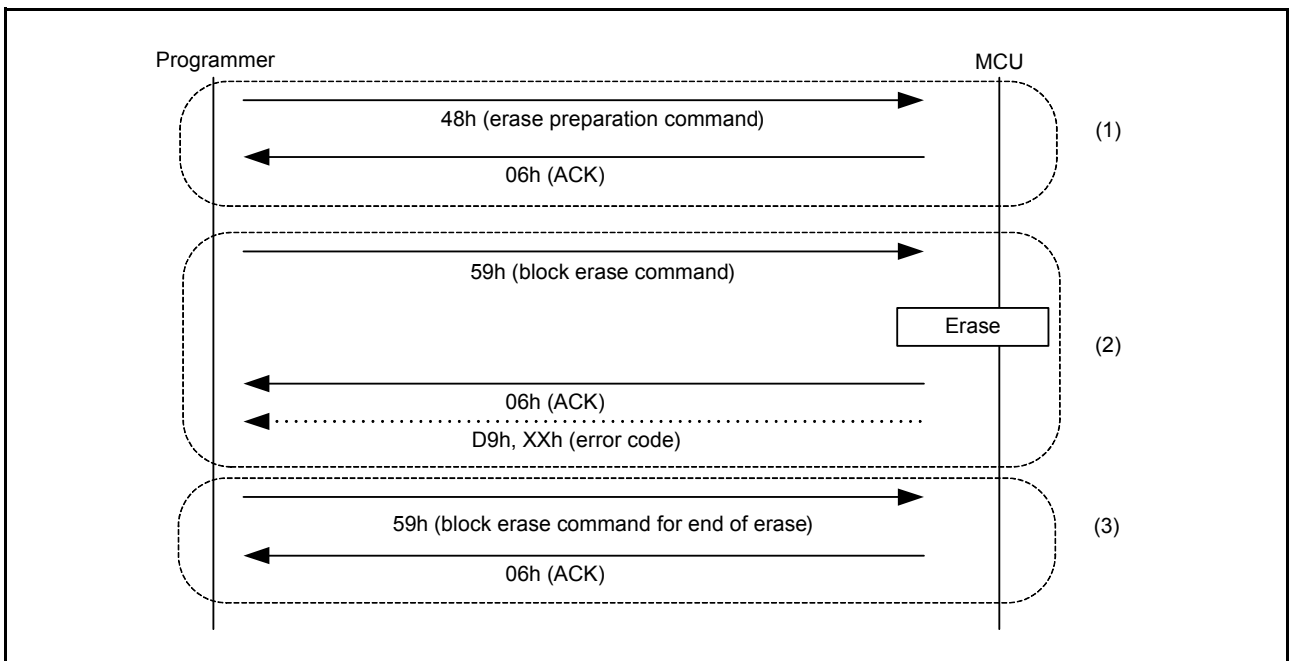 Programmer
MCU
48h (erase preparation command)
(1)
06h (ACK)
59h (block erase command)
Erase
(2)
06h (ACK)
D9h, XXh (error code)
59h (block erase command for end of erase)
(3)
06h (ACK)